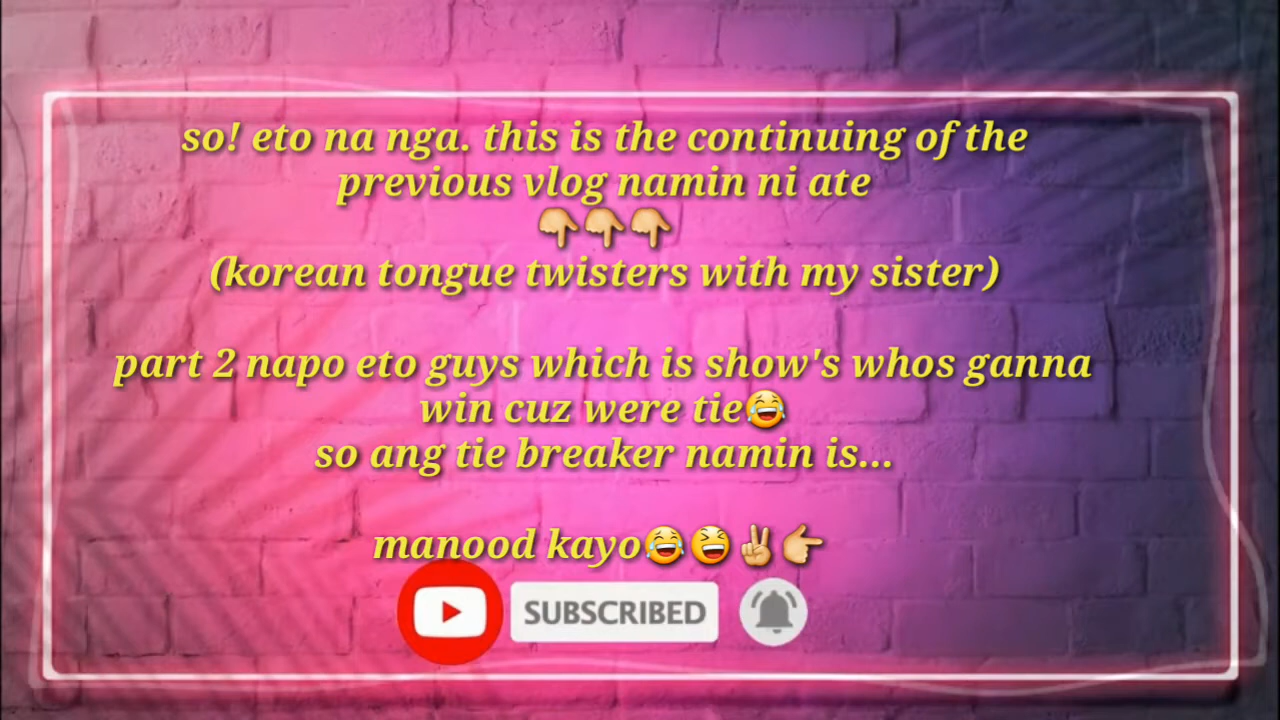 so! eto na nga. this is the continuing of the
previous vlog namin ni ate
👇👇👇
(korean tongue twisters with my sister)
part 2 napo eto guys which is show's whos ganna
win cuz were tie😂
so ang tie breaker namin is...
manood kayo😂😆✌👉
SUBSCRIBED